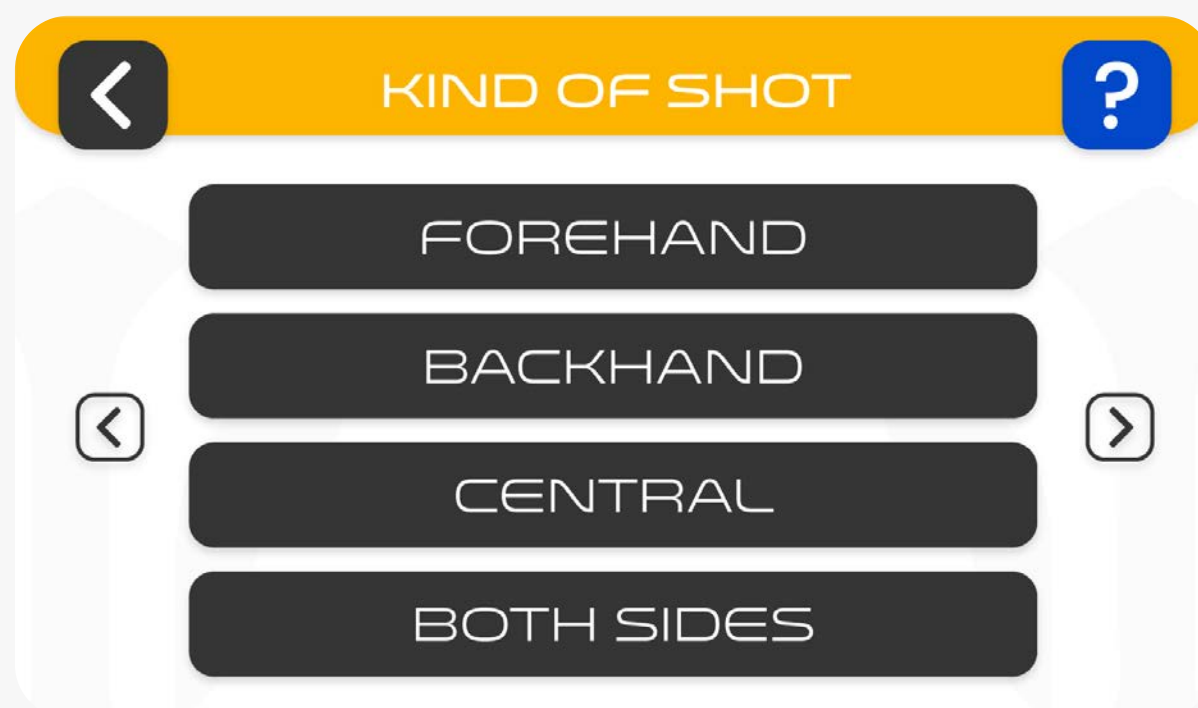 KIND OF SHOT
?
FOREHAND
BACKHAND
CENTRAL
BOTH SIDES